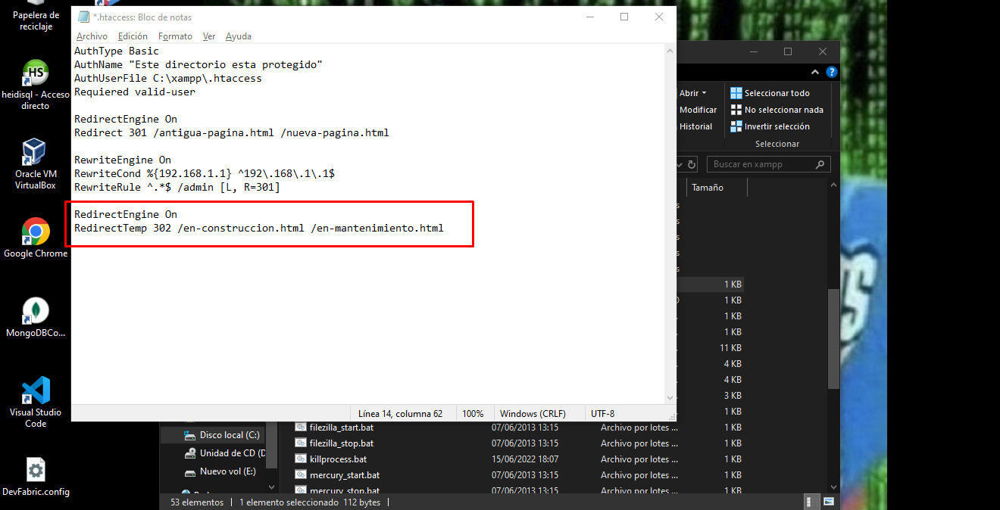 Papelera de
reciclaje
heidisql - Acceso
directo
Oracle VM
VirtualBox
Google Chrome
MongoDBCo...
Visual Studio
Code
DevFabric.config
*.htaccess: Bloc de notas
Archivo Edición Formato Ver Ayuda
AuthType Basic
AuthName "Este directorio esta protegido"
AuthUserFile C:\xampp\.htaccess
Requiered valid-user
RedirectEngine On
Redirect 301 /antigua-pagina.html /nueva-pagina.html
RewriteEngine On
RewriteCond %{192.168.1.1} ^192\.168\.1\.1$
RewriteRule ^.*$ /admin [L, R=301]
RedirectEngine On
RedirectTemp 302 /en-construccion.html /en-mantenimiento.html
Línea 14, columna 62 100% Windows (CRLF) UTF-8
Abrir Seleccionar todo
Modificar No seleccionar nada
Historial Invertir selección
Seleccionar
Buscar en xampp
Tamaño
1 KB
1 KB
1 KB
1 KB
11 KB
4 KB
4 KB
3 KB
1 KB
Disco local (C:)
Unidad de CD (D
Nuevo vol (E:)
filezilla_start.bat 07/06/2013 13:15 Archivo por lotes ... 1 KB
filezilla_stop.bat 07/06/2013 13:15 Archivo por lotes ... 1 KB
killprocess.bat 15/06/2022 18:07 Archivo por lotes ... 1 KB
mercury_start.bat 07/06/2013 13:15 Archivo por lotes ... 1 KB
mercury_stop.bat 07/06/2013 13:15 Archivo por lotes ... 1 KB
53 elementos 1 elemento seleccionado 112 bytes